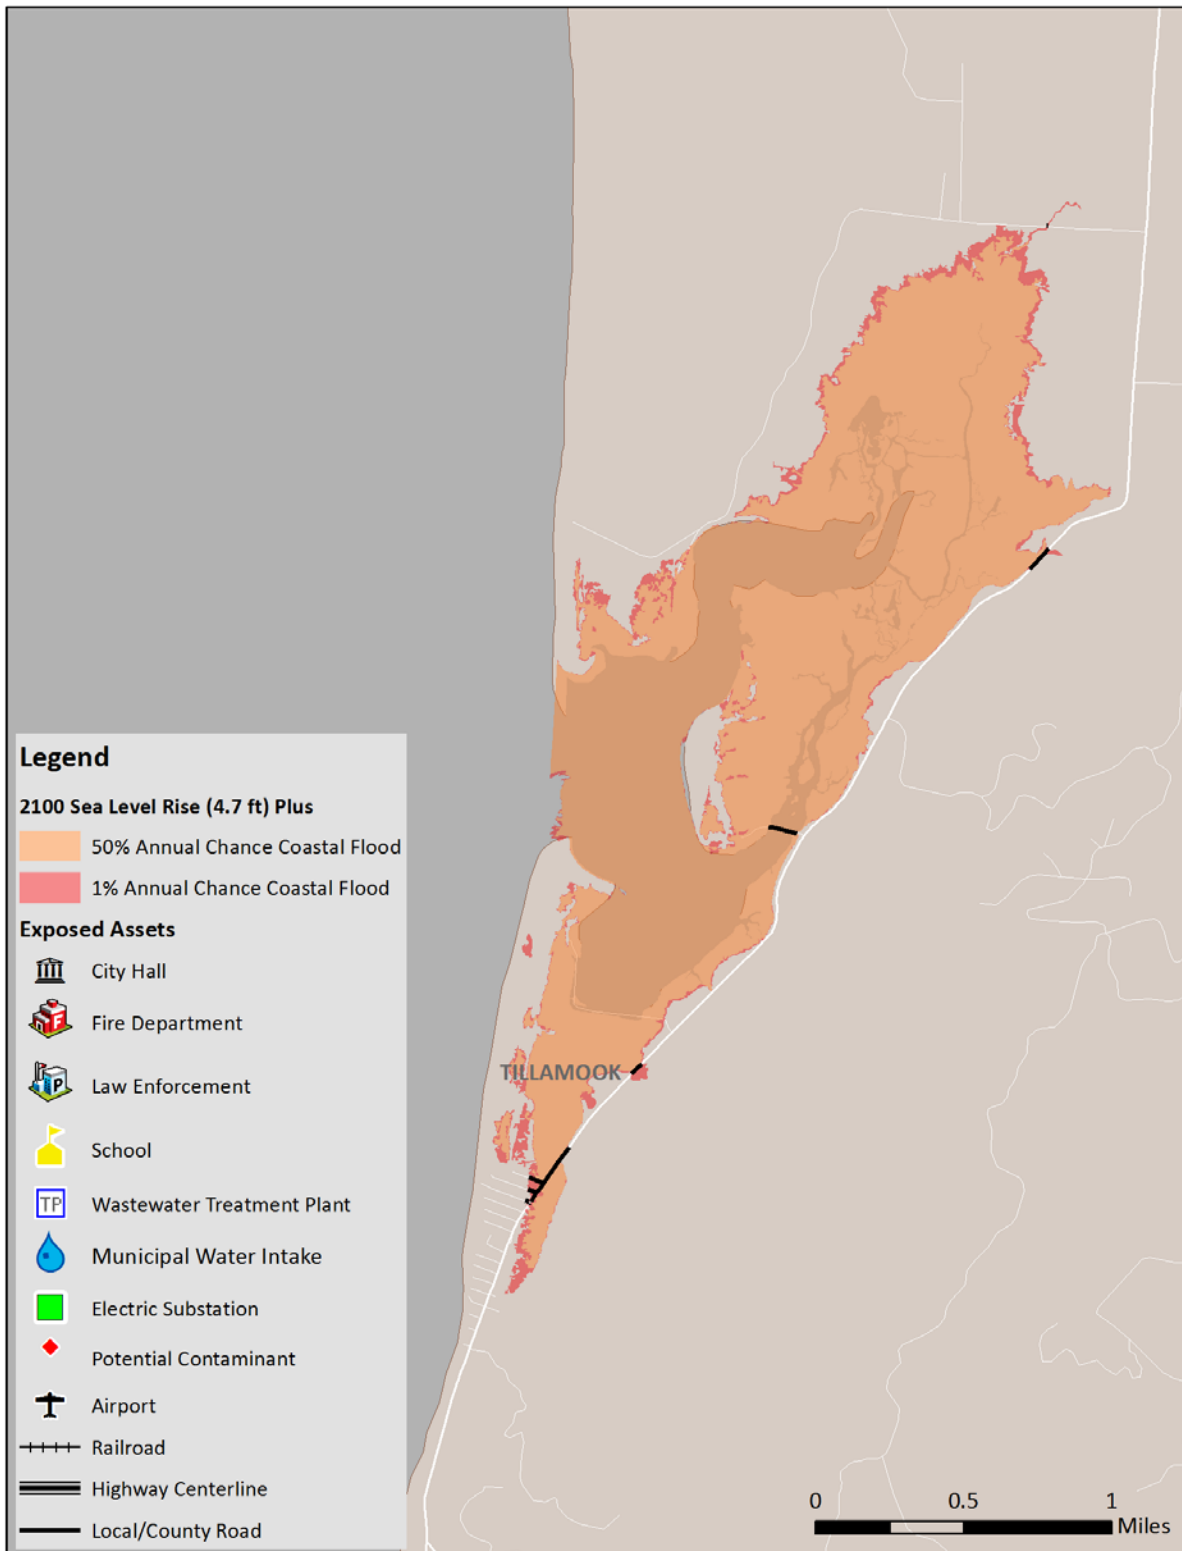 TILLAMOOK
Legend
2100 Sea Level Rise (4.7 ft) Plus
50% Annual Chance Coastal Flood
1% Annual Chance Coastal Flood
Exposed Assets
City Hall
F
Fire Department
P
Law Enforcement
School
TP
Wastewater Treatment Plant
Municipal Water Intake
Electric Substation
Potential Contaminant
Airport
Railroad
Highway Centerline
Local/County Road
0 0.5 1
Miles